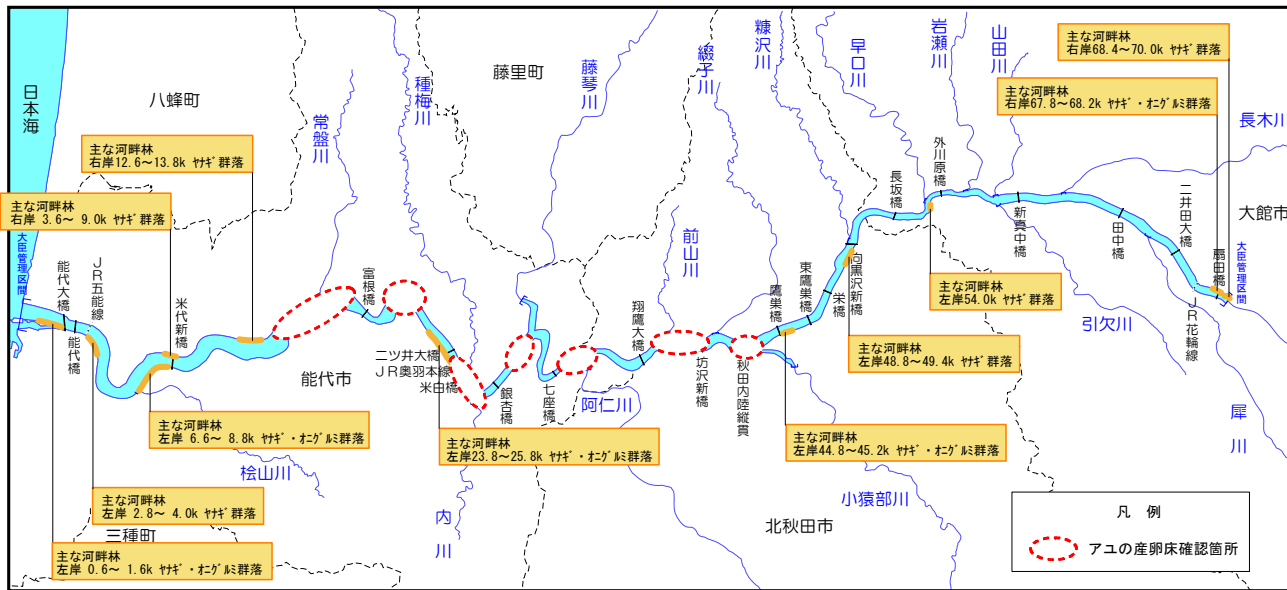 日本海
八峰町
藤里町
能代市
三種町
北秋田市
大館市
常盤川
種梅川
藤琴川
前山川
綴子川
糠沢川
早口川
岩瀬川
山田川
長木川
引欠川
犀川
小猿部川
阿仁川
内川
桧山川
大臣管理区間
能代大橋
JR五能線
能代橋
米代新橋
富根橋
二ツ井大橋
JR奥羽本線
米白橋
銀杏橋
七座橋
翔鷹大橋
坊沢新橋
秋田内陸縦貫
鷹巣橋
東鷹巣橋
栄橋
向黒沢新橋
長坂橋
外川原橋
新真中橋
田中橋
二井田大橋
JR花輪線
扇田橋
大臣管理区間
主な河畔林
右岸12.6~13.8k ヤナギ群落
主な河畔林
右岸 3.6~ 9.0k ヤナギ群落
主な河畔林
左岸 6.6~ 8.8k ヤナギ・オニグルミ群落
主な河畔林
左岸 2.8~ 4.0k ヤナギ群落
主な河畔林
左岸 0.6~ 1.6k ヤナギ・オニグルミ群落
主な河畔林
左岸23.8~25.8k ヤナギ・オニグルミ群落
主な河畔林
左岸44.8~45.2k ヤナギ・オニグルミ群落
主な河畔林
左岸48.8~49.4k ヤナギ群落
主な河畔林
左岸54.0k ヤナギ群落
主な河畔林
右岸67.8~68.2k ヤナギ・オニグルミ群落
主な河畔林
右岸68.4~70.0k ヤナギ群落
凡 例
アユの産卵床確認箇所